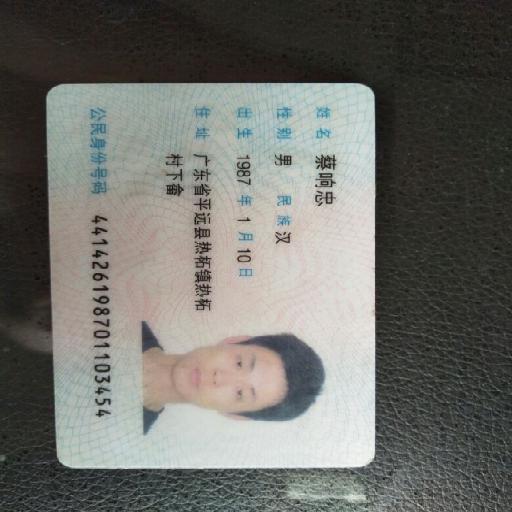 姓名 蔡响忠
性别 男 民族 汉
出生 1987 年 1 月 10 日
住址 广东省平远县热柘镇热柘
村下畲
公民身份号码 441426198701103454